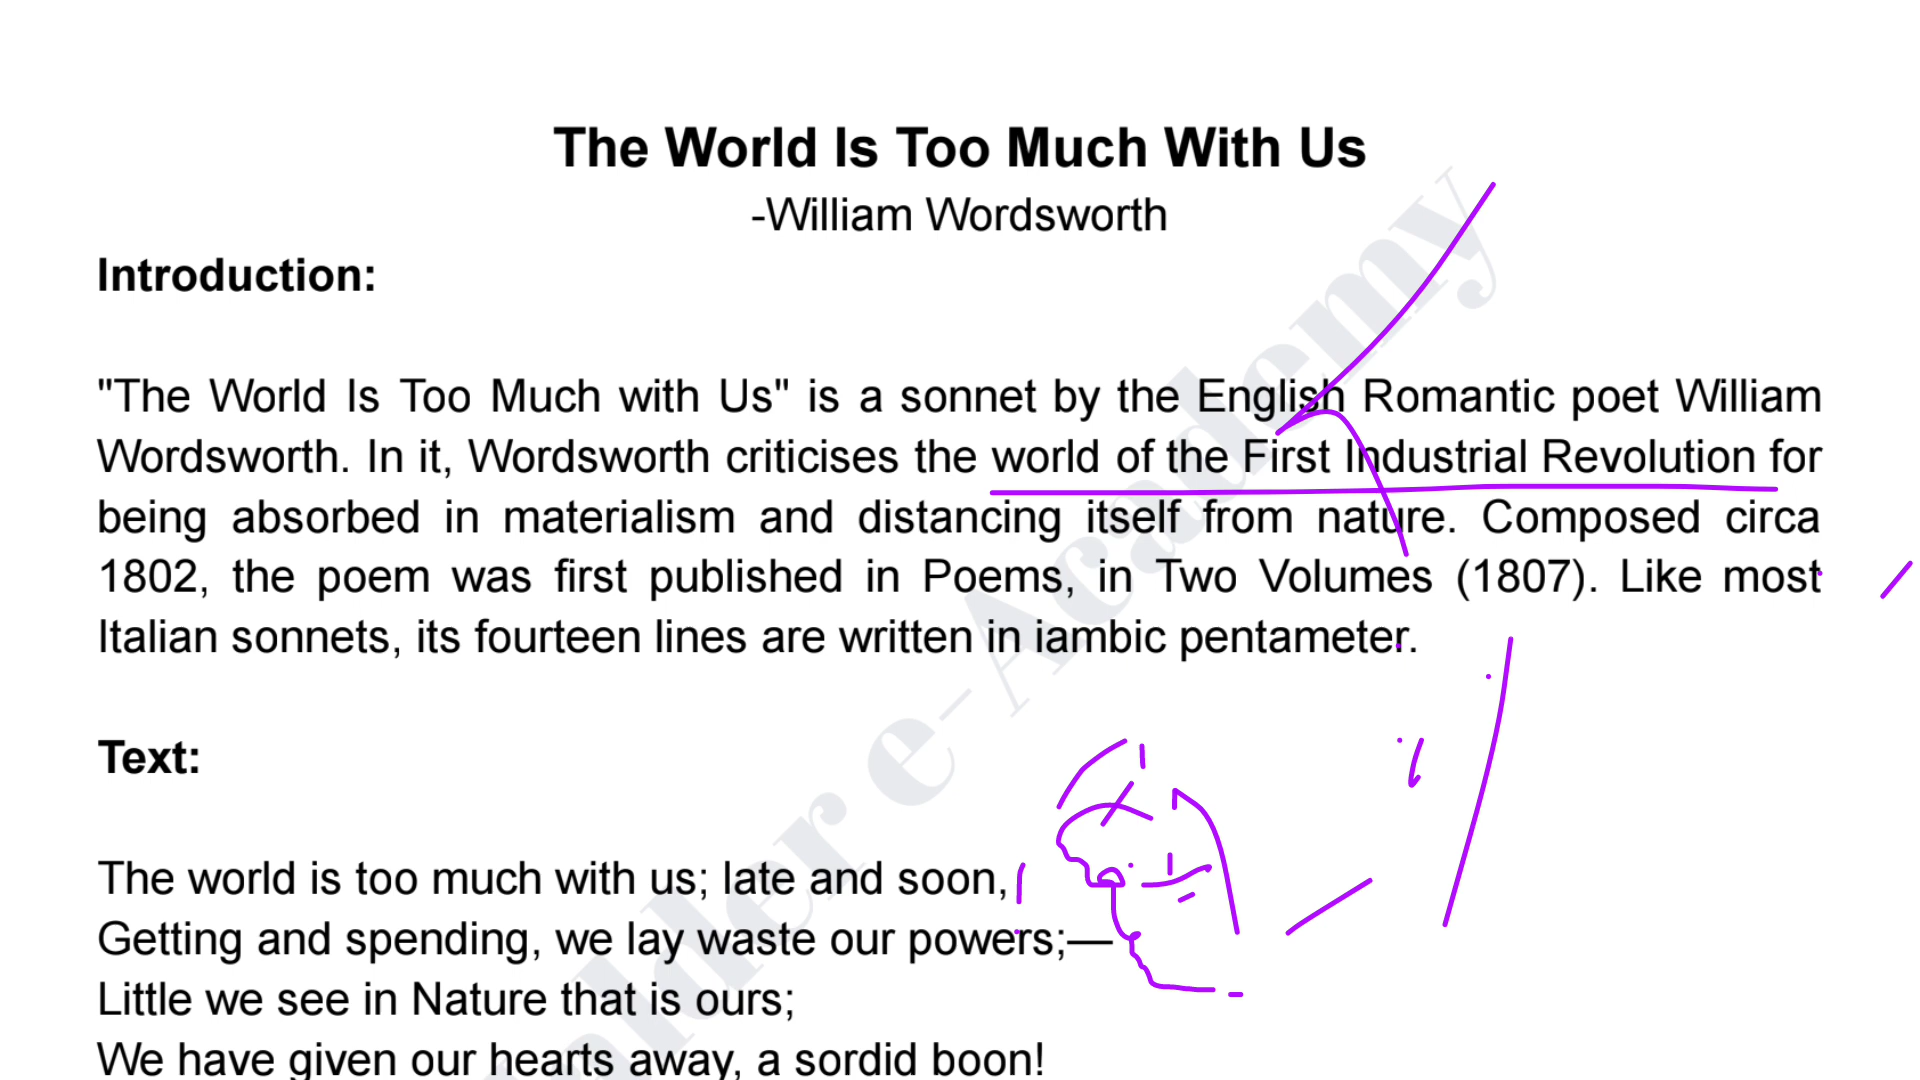 The World Is Too Much With Us
-William Wordsworth
Introduction:
"The World Is Too Much with Us" is a sonnet by the English Romantic poet William
Wordsworth. In it, Wordsworth criticises the world of the First Industrial Revolution for
being absorbed in materialism and distancing itself from nature. Composed circa
1802, the poem was first published in Poems, in Two Volumes (1807). Like most
Italian sonnets, its fourteen lines are written in iambic pentameter.
Text:
The world is too much with us; late and soon,
Getting and spending, we lay waste our powers;—
Little we see in Nature that is ours;
We have given our hearts away, a sordid boon!
e-Academy